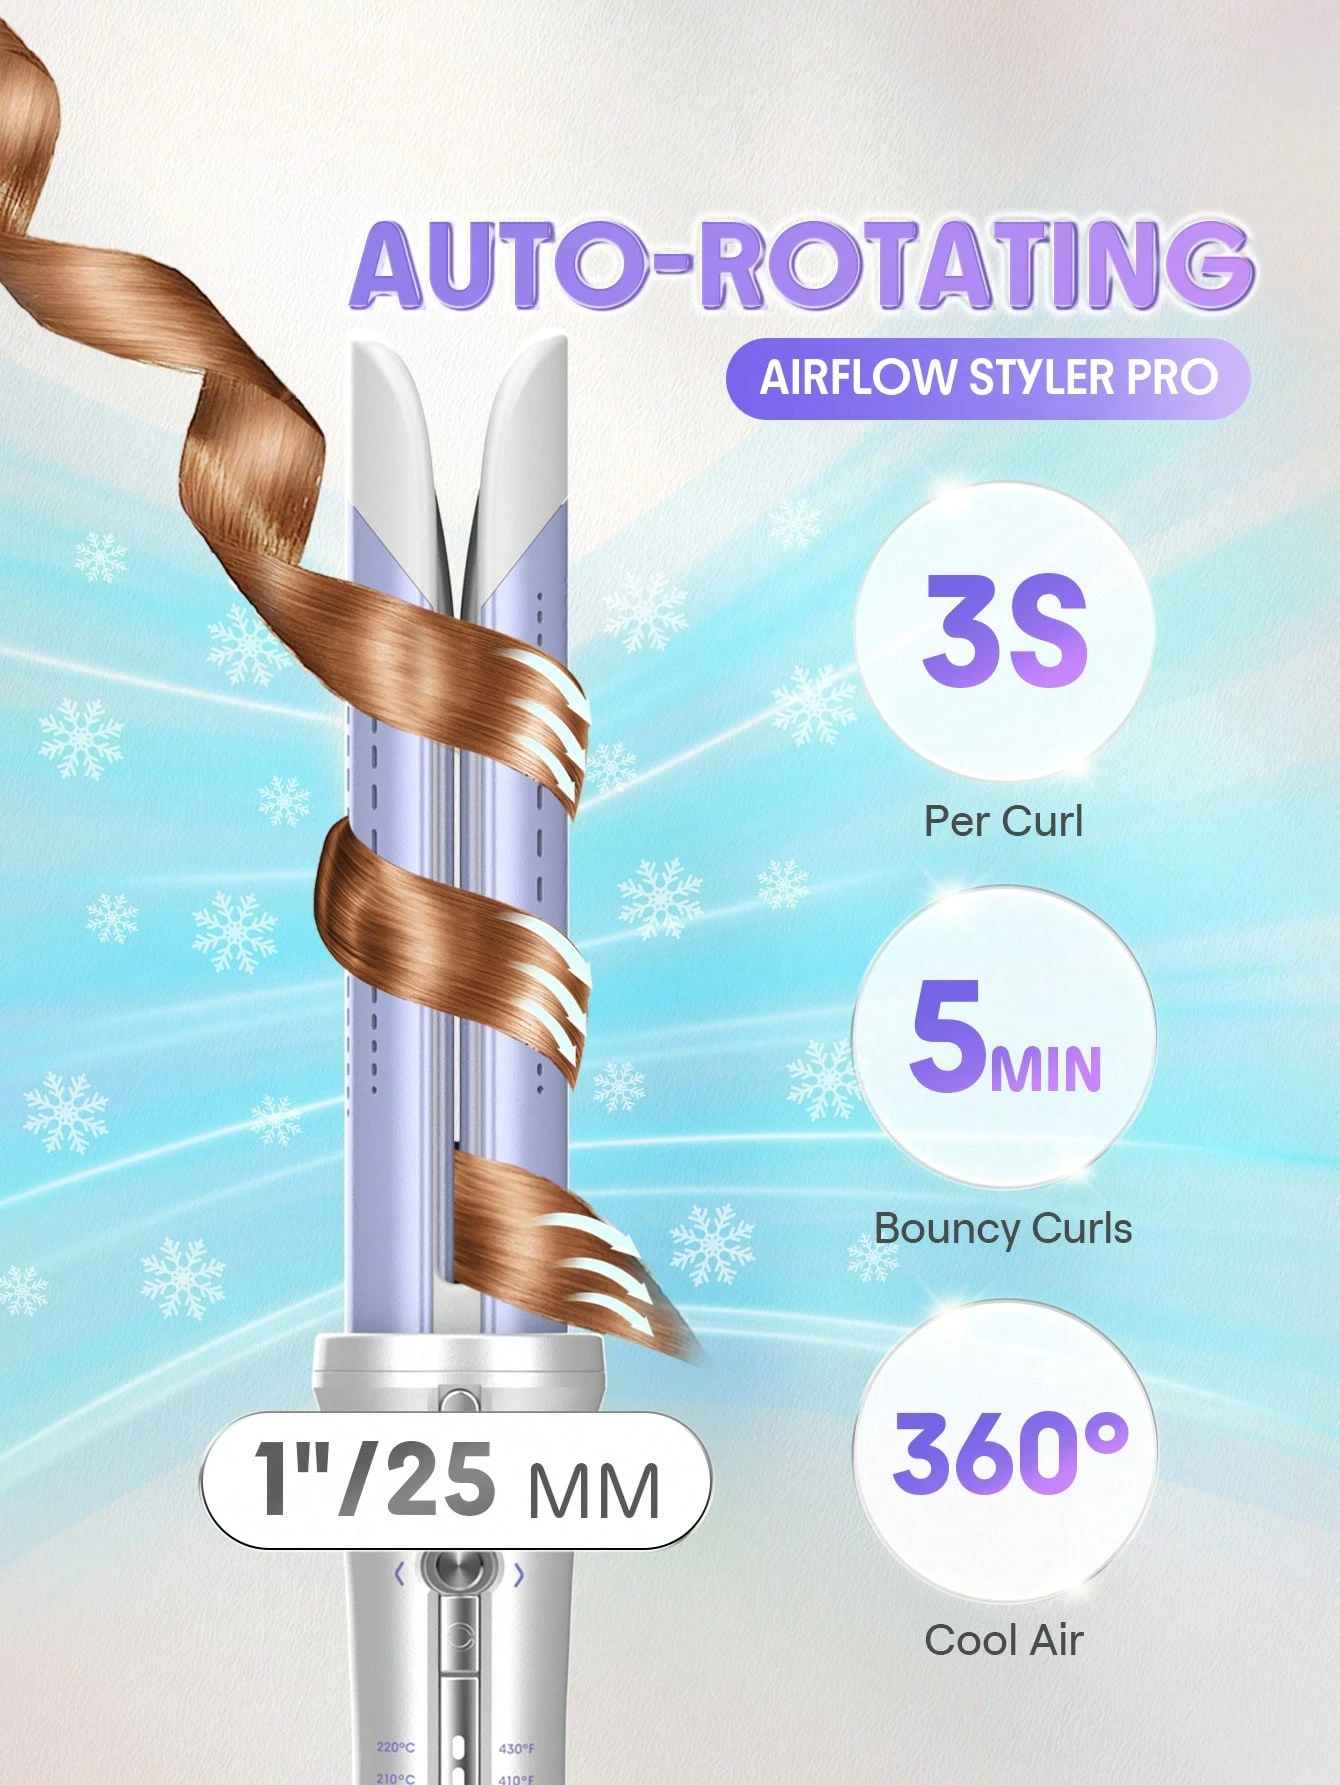 AUTO-ROTATING
AIRFLOW STYLER PRO
3S
Per Curl
5MIN
Bouncy Curls
360°
Cool Air
1"/25 MM
220°C 430°F
210°C 410°F